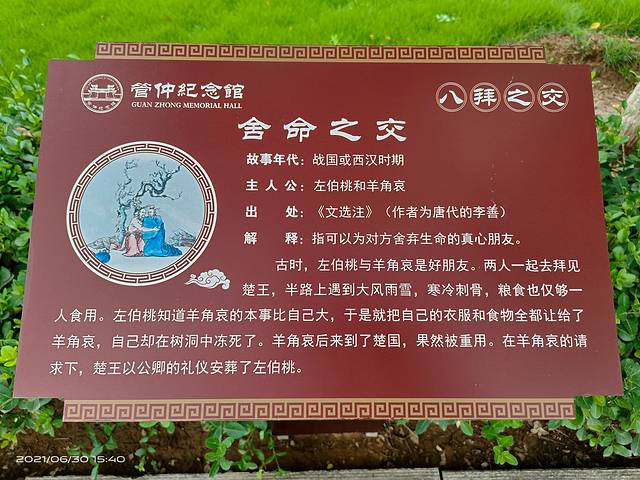 管仲紀念館
GUAN ZHONG MEMORIAL HALL
八拜之交
舍命之交
故事年代：战国或西汉时期
主人公：左伯桃和羊角哀
出处：《文选注》（作者为唐代的李善）
解释：指可以为对方舍弃生命的真心朋友。
古时，左伯桃与羊角哀是好朋友。两人一起去拜见
楚王，半路上遇到大风雨雪，寒冷刺骨，粮食也仅够一
人食用。左伯桃知道羊角哀的本事比自己大，于是就把自己的衣服和食物全都让给了
羊角哀，自己却在树洞中冻死了。羊角哀后来到了楚国，果然被重用。在羊角哀的请
求下，楚王以公卿的礼仪安葬了左伯桃。
2021/06/30 15:40